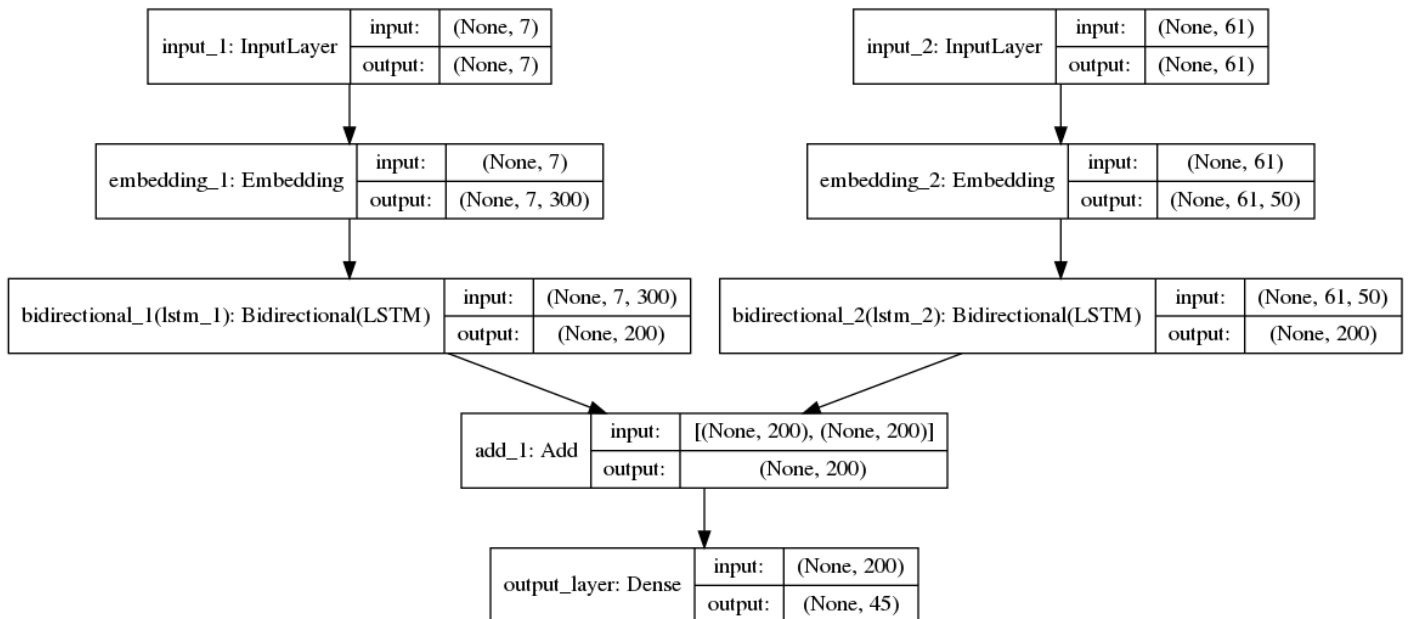 input_1: InputLayer
input: (None, 7)
output: (None, 7)
input_2: InputLayer
input: (None, 61)
output: (None, 61)
embedding_1: Embedding
input: (None, 7)
output: (None, 7, 300)
embedding_2: Embedding
input: (None, 61)
output: (None, 61, 50)
bidirectional_1(lstm_1): Bidirectional(LSTM)
input: (None, 7, 300)
output: (None, 200)
bidirectional_2(lstm_2): Bidirectional(LSTM)
input: (None, 61, 50)
output: (None, 200)
add_1: Add
input: [(None, 200), (None, 200)]
output: (None, 200)
output_layer: Dense
input: (None, 200)
output: (None, 45)